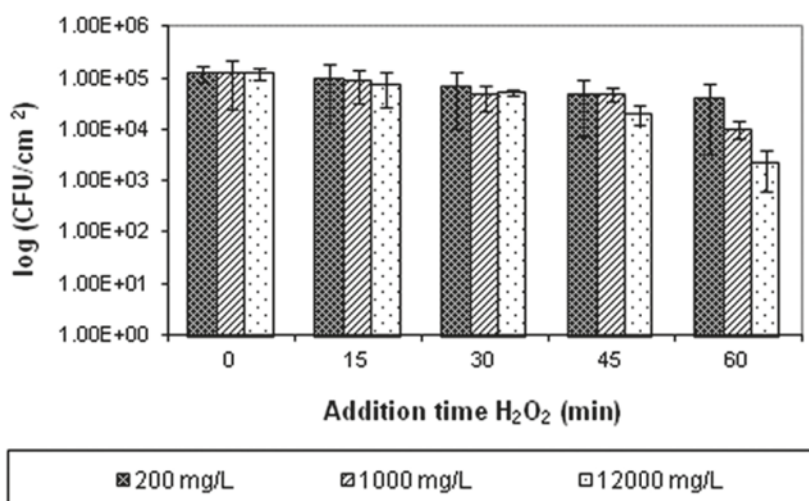 1.00E+06
1.00E+05
1.00E+04
1.00E+03
1.00E+02
1.00E+01
1.00E+00
log (CFU/cm ²)
0 15 30 45 60
Addition time H₂O₂ (min)
200 mg/L 1000 mg/L 12000 mg/L